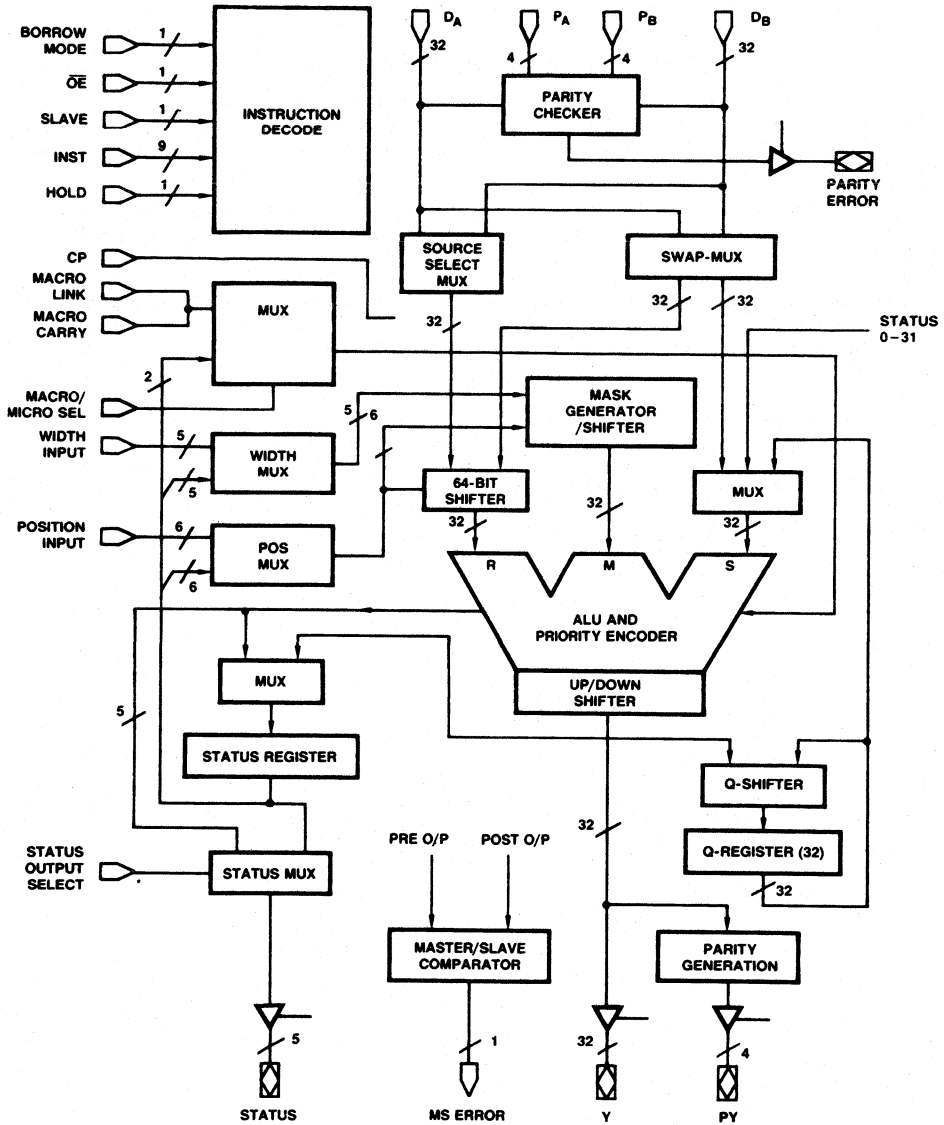 DA
PA
PB
DB
32
4
4
32
BORROW
MODE
1
OE
1
SLAVE
1
INST
9
HOLD
1
INSTRUCTION
DECODE
PARITY
CHECKER
PARITY
ERROR
SOURCE
SELECT
MUX
SWAP-MUX
CP
MACRO
LINK
MACRO
CARRY
MUX
32
32
32
STATUS
0–31
2
MACRO/
MICRO SEL
5
6
MASK
GENERATOR
/SHIFTER
WIDTH
INPUT
5
WIDTH
MUX
5
64-BIT
SHIFTER
MUX
32
32
32
POSITION
INPUT
6
POS
MUX
6
R
M
S
ALU AND
PRIORITY ENCODER
UP/DOWN
SHIFTER
MUX
5
STATUS REGISTER
Q-SHIFTER
32
Q-REGISTER (32)
32
PRE O/P
POST O/P
STATUS
OUTPUT
SELECT
STATUS MUX
MASTER/SLAVE
COMPARATOR
PARITY
GENERATION
5
1
32
4
STATUS
MS ERROR
Y
PY